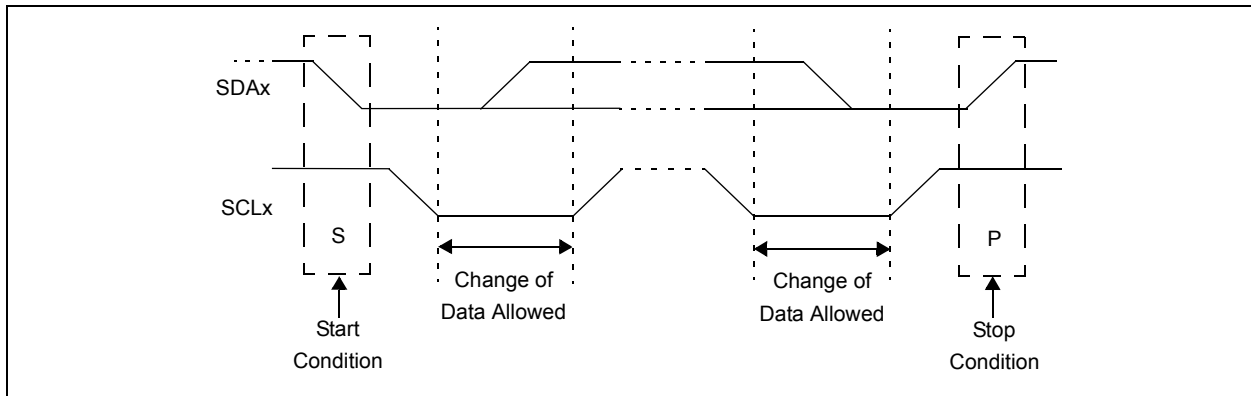 SDAx
SCLx
S
P
Change of
Data Allowed
Change of
Data Allowed
Start
Condition
Stop
Condition